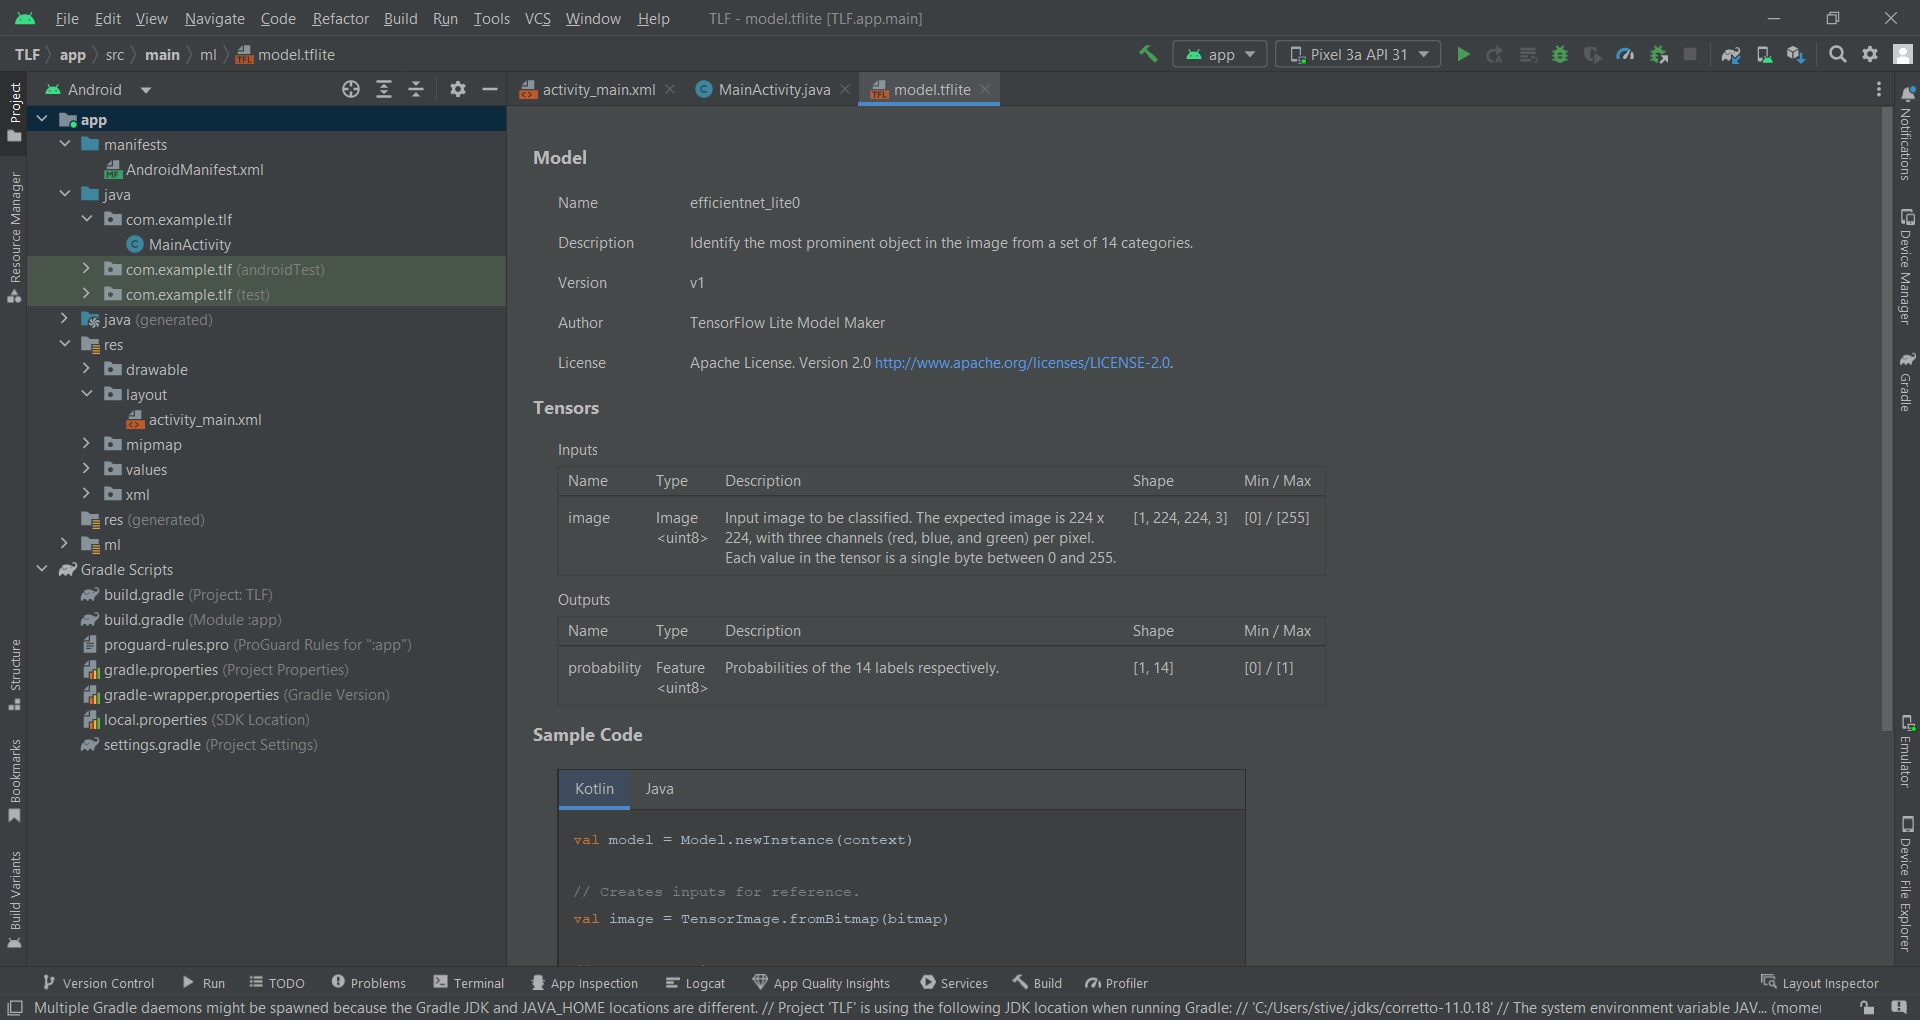 File Edit View Navigate Code Refactor Build Run Tools VCS Window Help TLF - model.tflite [TLF.app.main]
TLF app src main ml model.tflite
app Pixel 3a API 31
Android
activity_main.xml MainActivity.java model.tflite
Project
Resource Manager
Structure
Bookmarks
Build Variants
app
manifests
AndroidManifest.xml
java
com.example.tlf
MainActivity
com.example.tlf (androidTest)
com.example.tlf (test)
java (generated)
res
drawable
layout
activity_main.xml
mipmap
values
xml
res (generated)
ml
Gradle Scripts
build.gradle (Project: TLF)
build.gradle (Module :app)
proguard-rules.pro (ProGuard Rules for ":app")
gradle.properties (Project Properties)
gradle-wrapper.properties (Gradle Version)
local.properties (SDK Location)
settings.gradle (Project Settings)
Model
Name efficientnet_lite0
Description Identify the most prominent object in the image from a set of 14 categories.
Version v1
Author TensorFlow Lite Model Maker
License Apache License. Version 2.0 http://www.apache.org/licenses/LICENSE-2.0.
Tensors
Inputs
Name Type Description Shape Min / Max
image Image Input image to be classified. The expected image is 224 x [1, 224, 224, 3] [0] / [255]
<uint8> 224, with three channels (red, blue, and green) per pixel.
Each value in the tensor is a single byte between 0 and 255.
Outputs
Name Type Description Shape Min / Max
probability Feature Probabilities of the 14 labels respectively. [1, 14] [0] / [1]
<uint8>
Sample Code
Kotlin Java
val model = Model.newInstance(context)
// Creates inputs for reference.
val image = TensorImage.fromBitmap(bitmap)
Notifications
Device Manager
Gradle
Emulator
Device File Explorer
Version Control Run TODO Problems Terminal App Inspection Logcat App Quality Insights Services Build Profiler Layout Inspector
Multiple Gradle daemons might be spawned because the Gradle JDK and JAVA_HOME locations are different. // Project 'TLF' is using the following JDK location when running Gradle: // 'C:/Users/stive/.jdks/corretto-11.0.18' // The system environment variable JAV... (momen